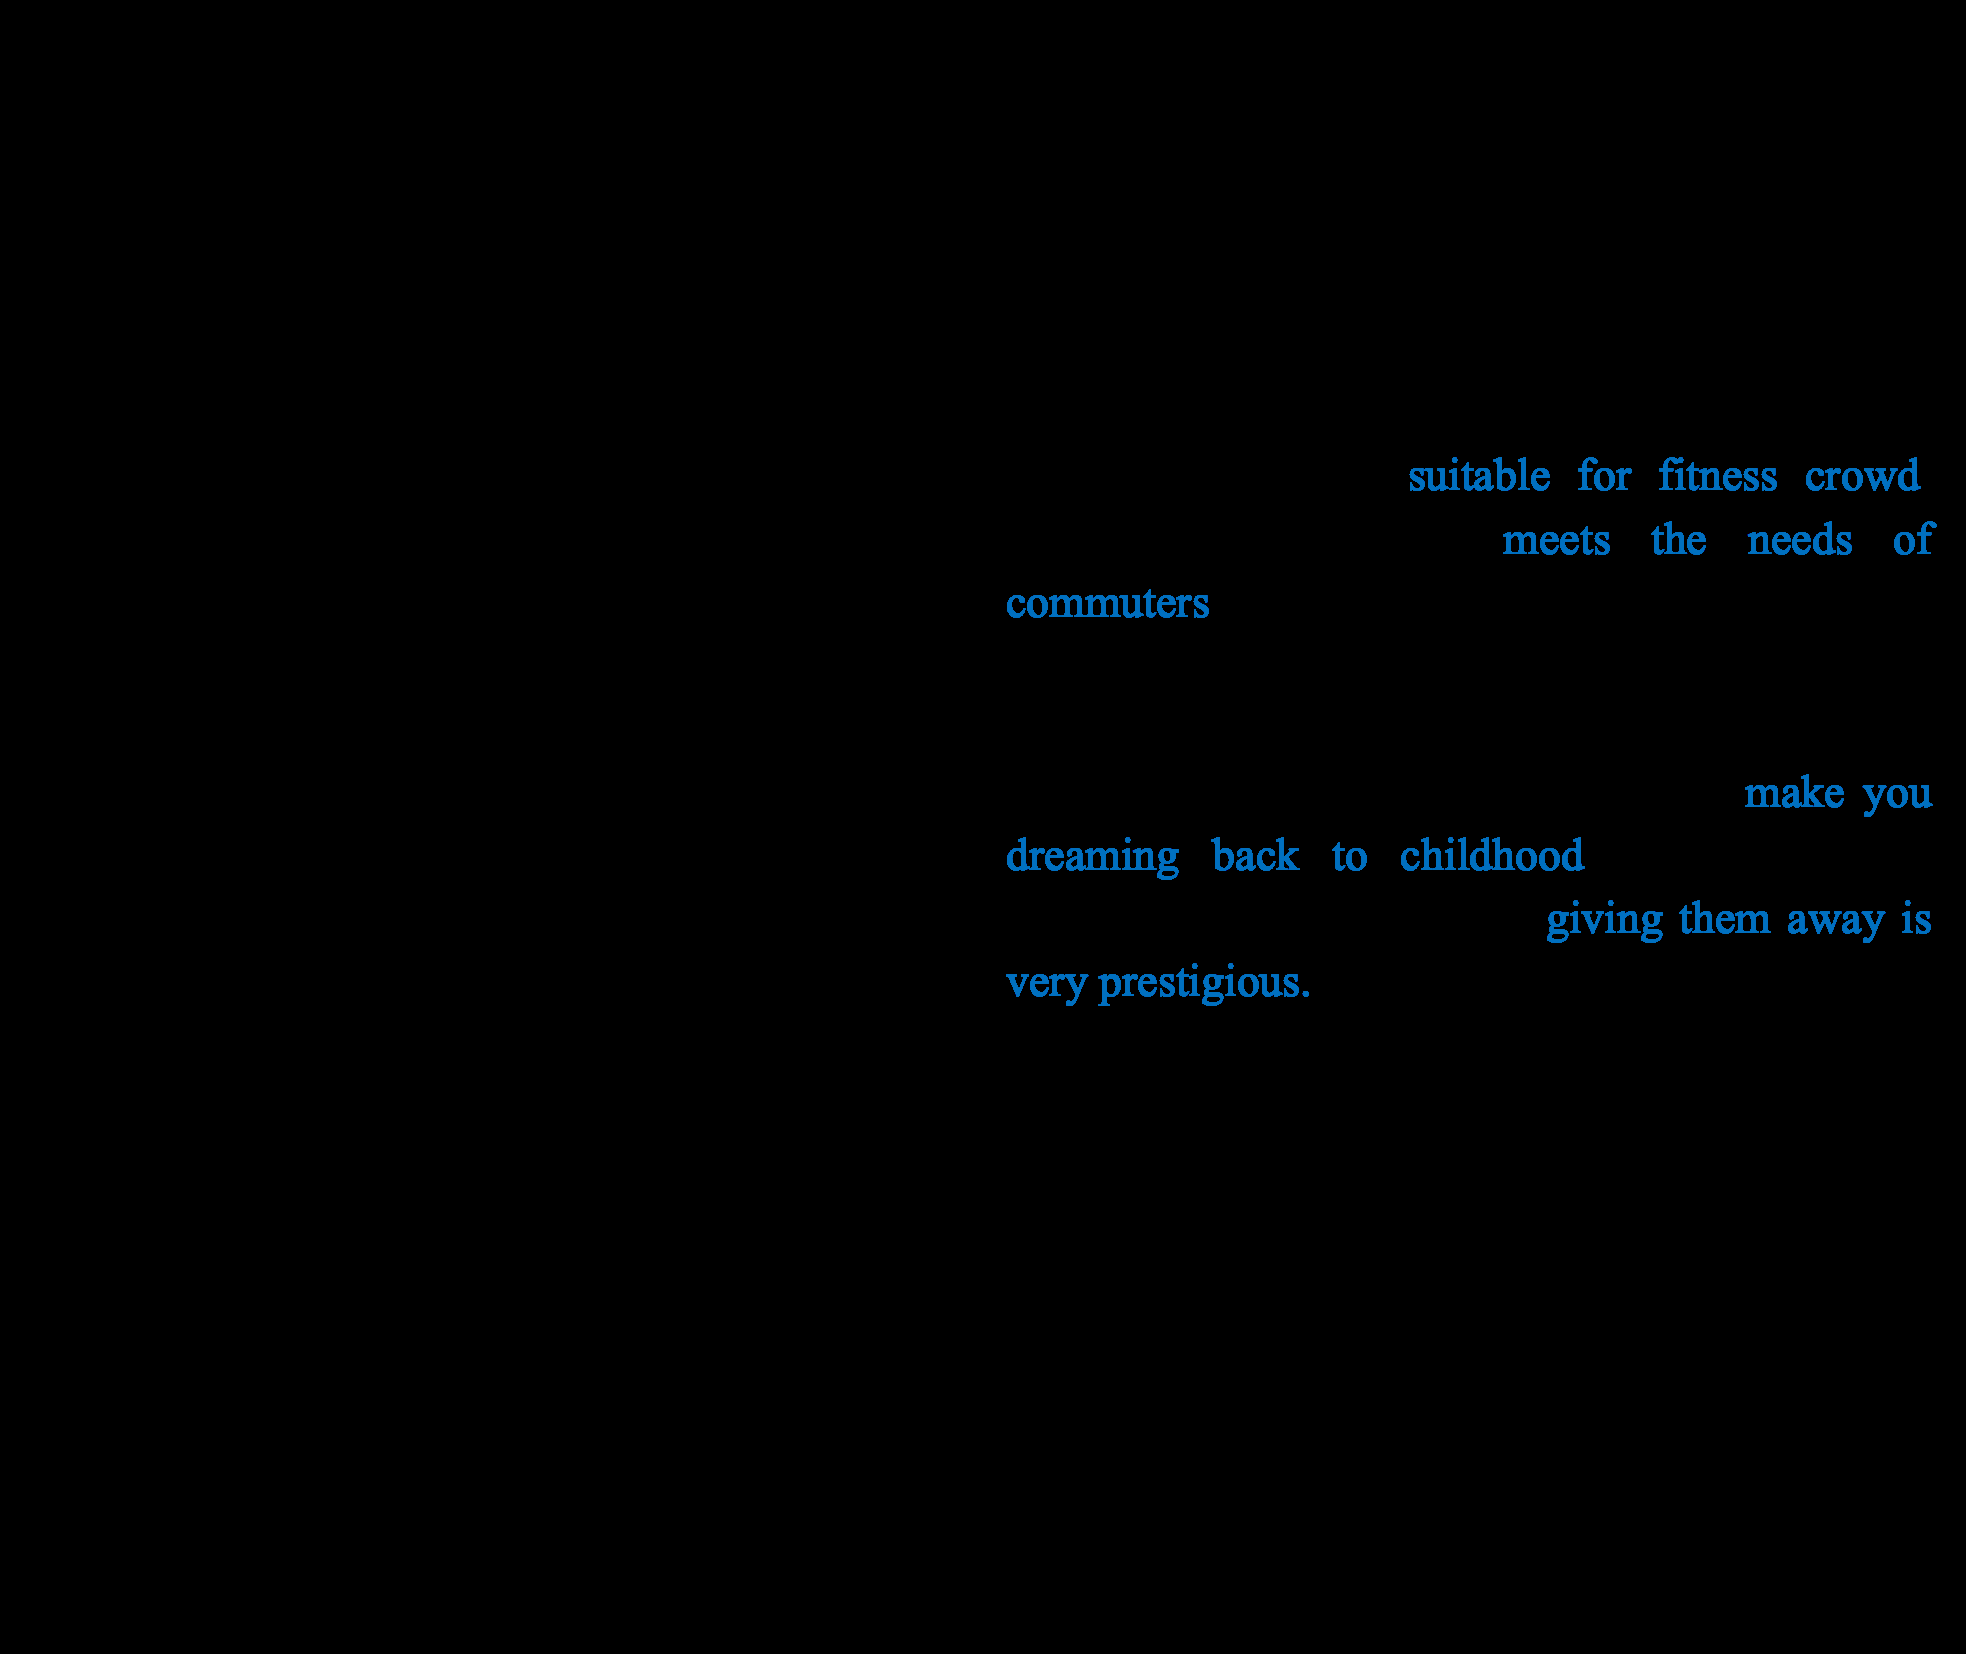 suitable for fitness crowd
meets the needs of
commuters
make you
dreaming back to childhood
giving them away is
very prestigious.